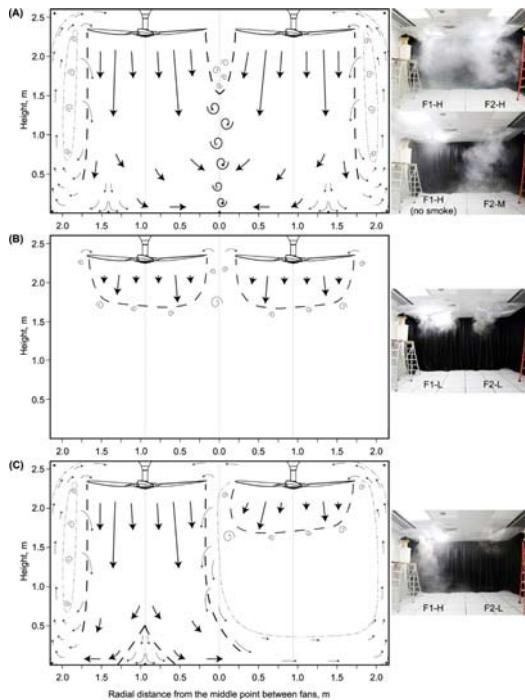 (A)
2.5
2.0
1.5
1.0
0.5
Height, m
2.0 1.5 1.0 0.5 0.0 0.5 1.0 1.5 2.0
F1-H F2-H
F1-H (no smoke) F2-M
(B)
2.5
2.0
1.5
1.0
0.5
Height, m
2.0 1.5 1.0 0.5 0.0 0.5 1.0 1.5 2.0
F1-L F2-L
(C)
2.5
2.0
1.5
1.0
0.5
Height, m
2.0 1.5 1.0 0.5 0.0 0.5 1.0 1.5 2.0
F1-H F2-L
Radial distance from the middle point between fans, m